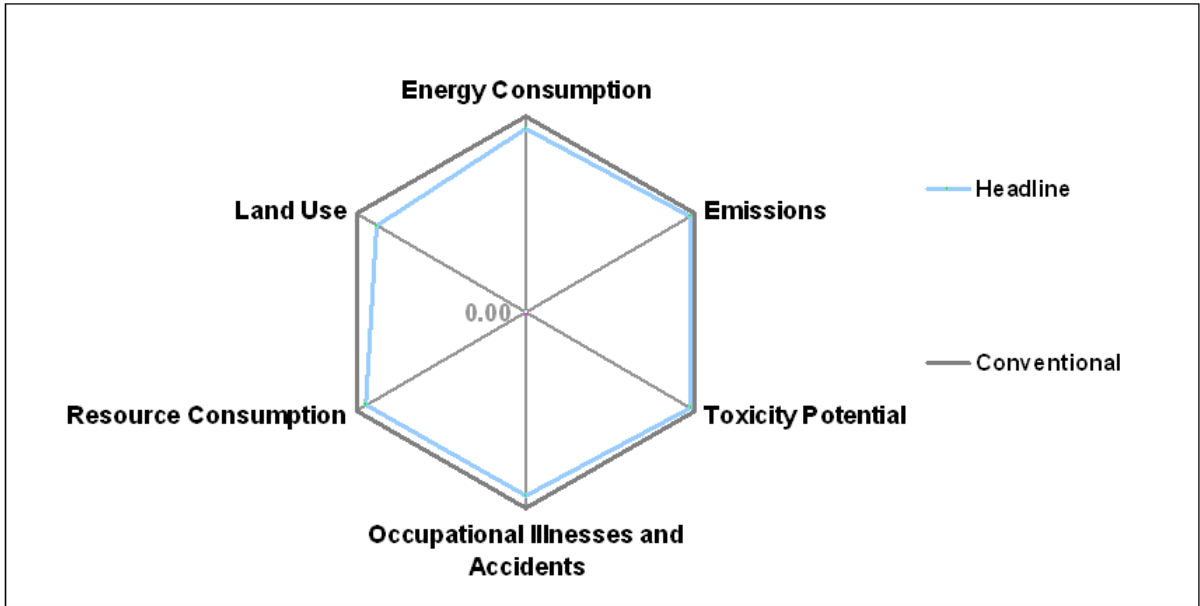 Energy Consumption
Land Use
Emissions
Headline
0.00
Conventional
Resource Consumption
Toxicity Potential
Occupational Illnesses and
Accidents